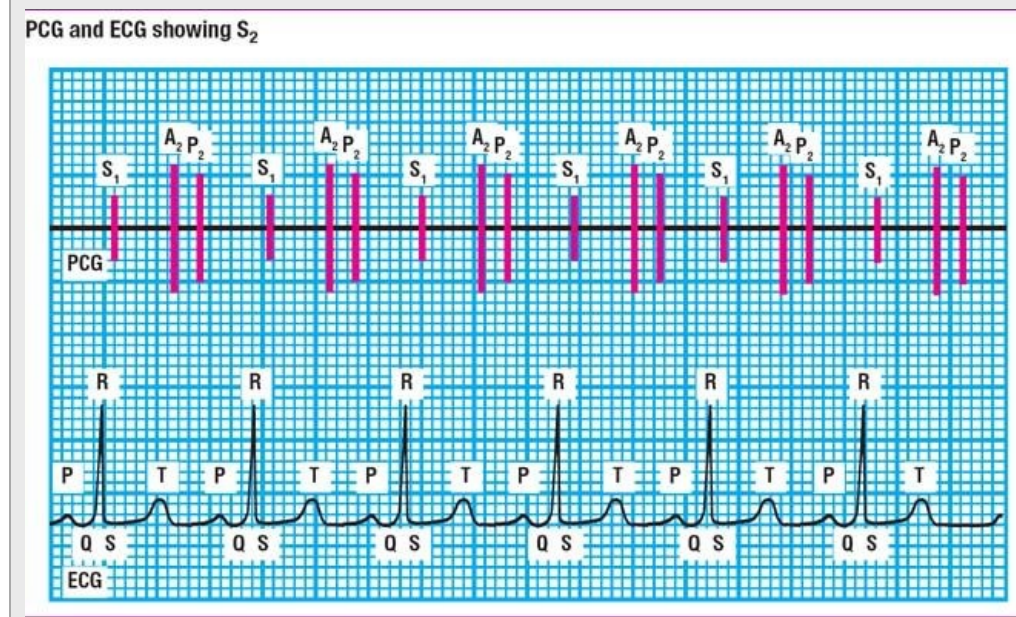 PCG and ECG showing S₂
A₂ P₂ A₂ P₂ A₂ P₂ A₂ P₂ A₂ P₂ A₂ P₂
S₁ S₁ S₁ S₁ S₁ S₁
PCG
R R R R R R
P T P T P T P T P T P T
Q S Q S Q S Q S Q S Q S
ECG